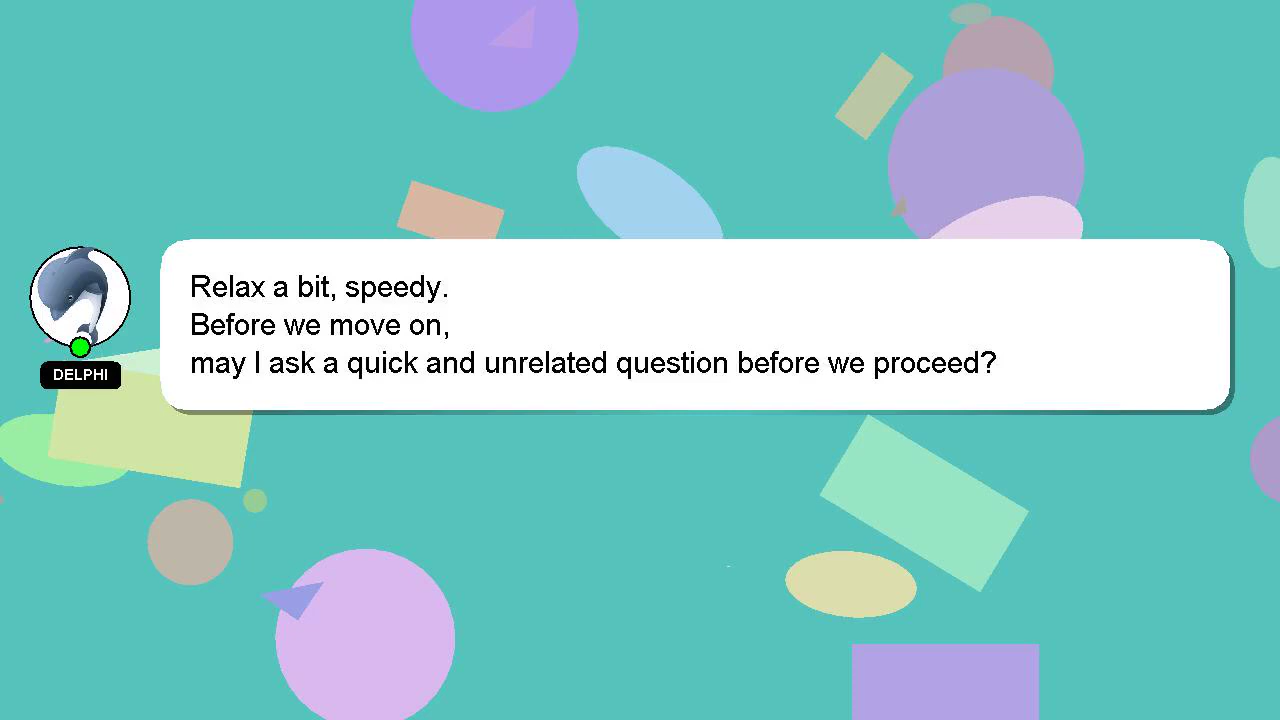 Relax a bit, speedy.
Before we move on,
may I ask a quick and unrelated question before we proceed?
DELPHI